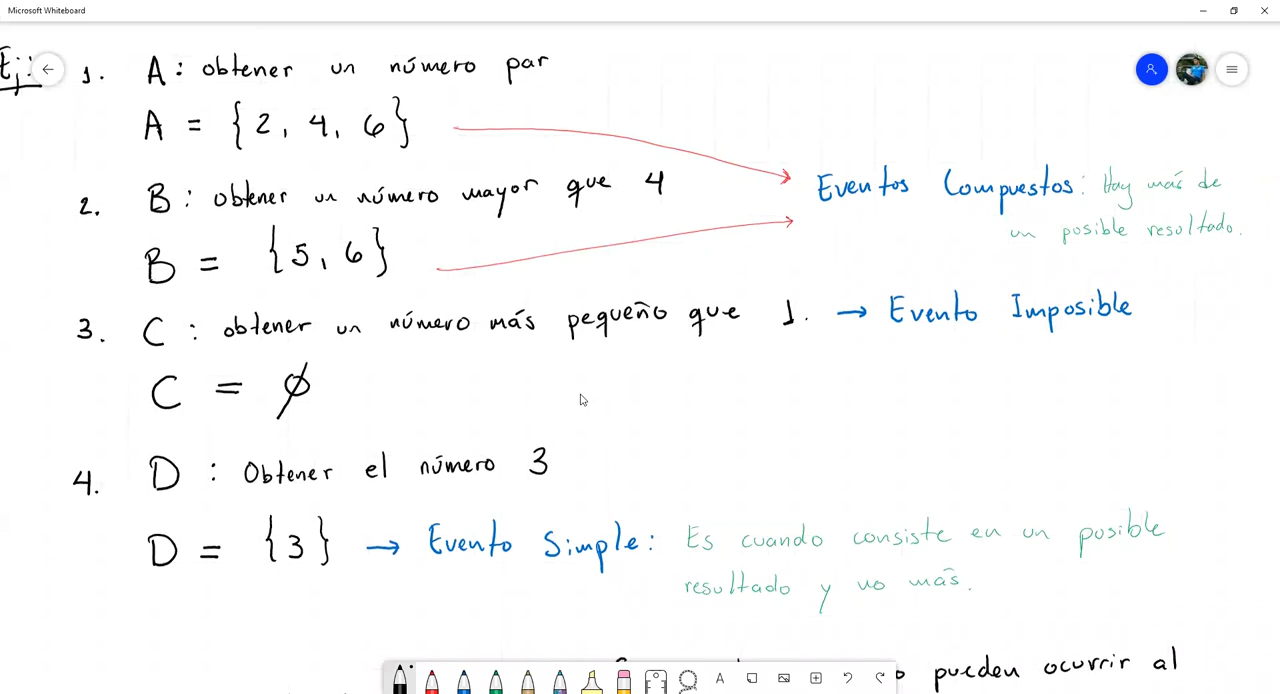 Microsoft Whiteboard
Ej:
1. A: obtener un número par
A = {2, 4, 6}
Eventos Compuestos: Hay más de
un posible resultado.
2. B: obtener un número mayor que 4
B = {5, 6}
3. C: obtener un número más pequeño que 1. → Evento Imposible
C = ∅
4. D: Obtener el número 3
D = {3} → Evento Simple: Es cuando consiste en un posible
resultado y no más.
pueden ocurrir al